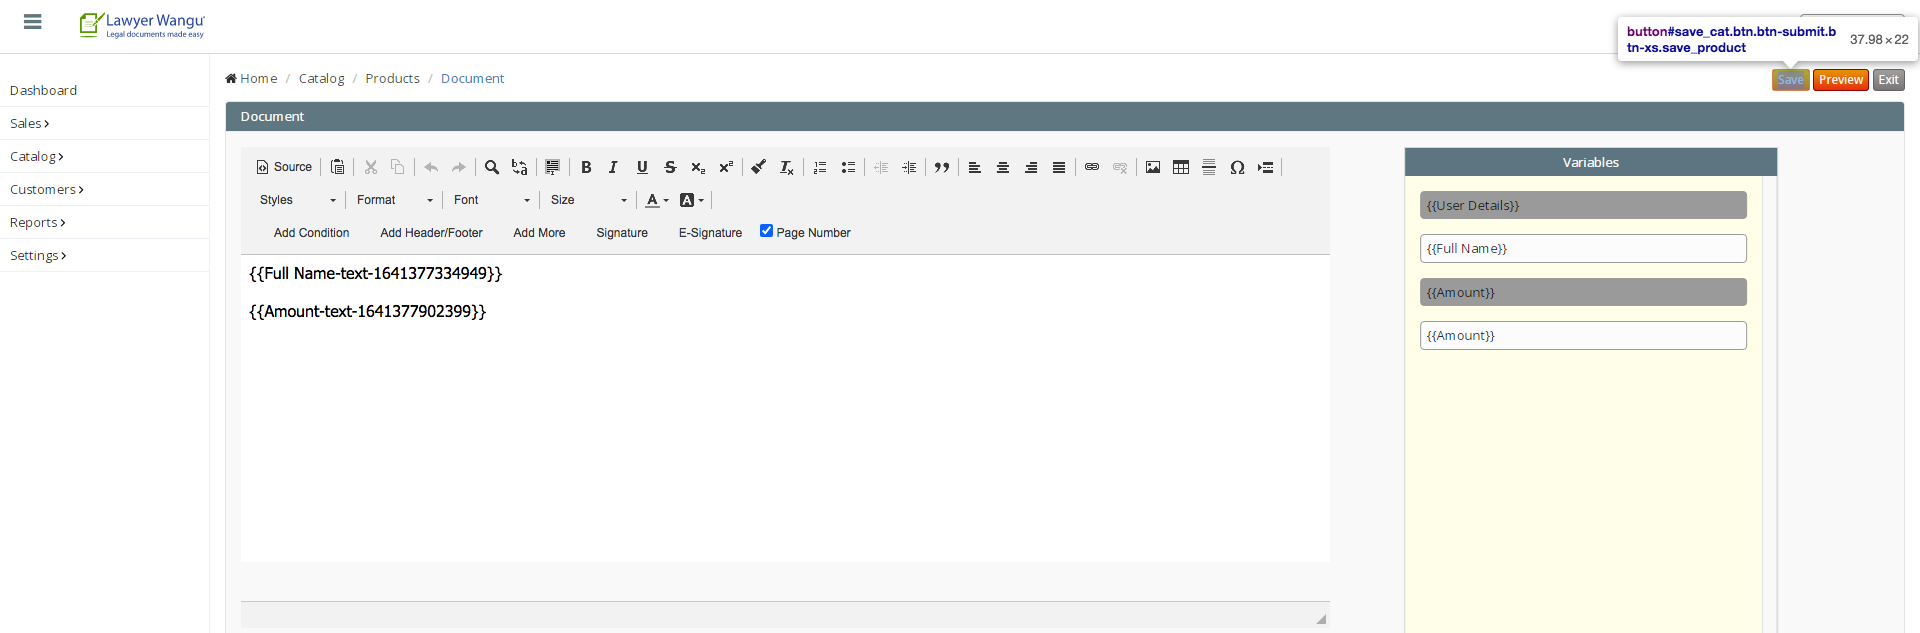 Lawyer Wangu
Legal documents made easy
button#save_cat.btn.btn-submit.b
tn-xs.save_product
37.98×22
Home / Catalog / Products / Document
Save Preview Exit
Dashboard
Sales
Catalog
Customers
Reports
Settings
Document
Source
Styles Format Font Size
Add Condition Add Header/Footer Add More Signature E-Signature Page Number
{{Full Name-text-1641377334949}}
{{Amount-text-1641377902399}}
Variables
{{User Details}}
{{Full Name}}
{{Amount}}
{{Amount}}